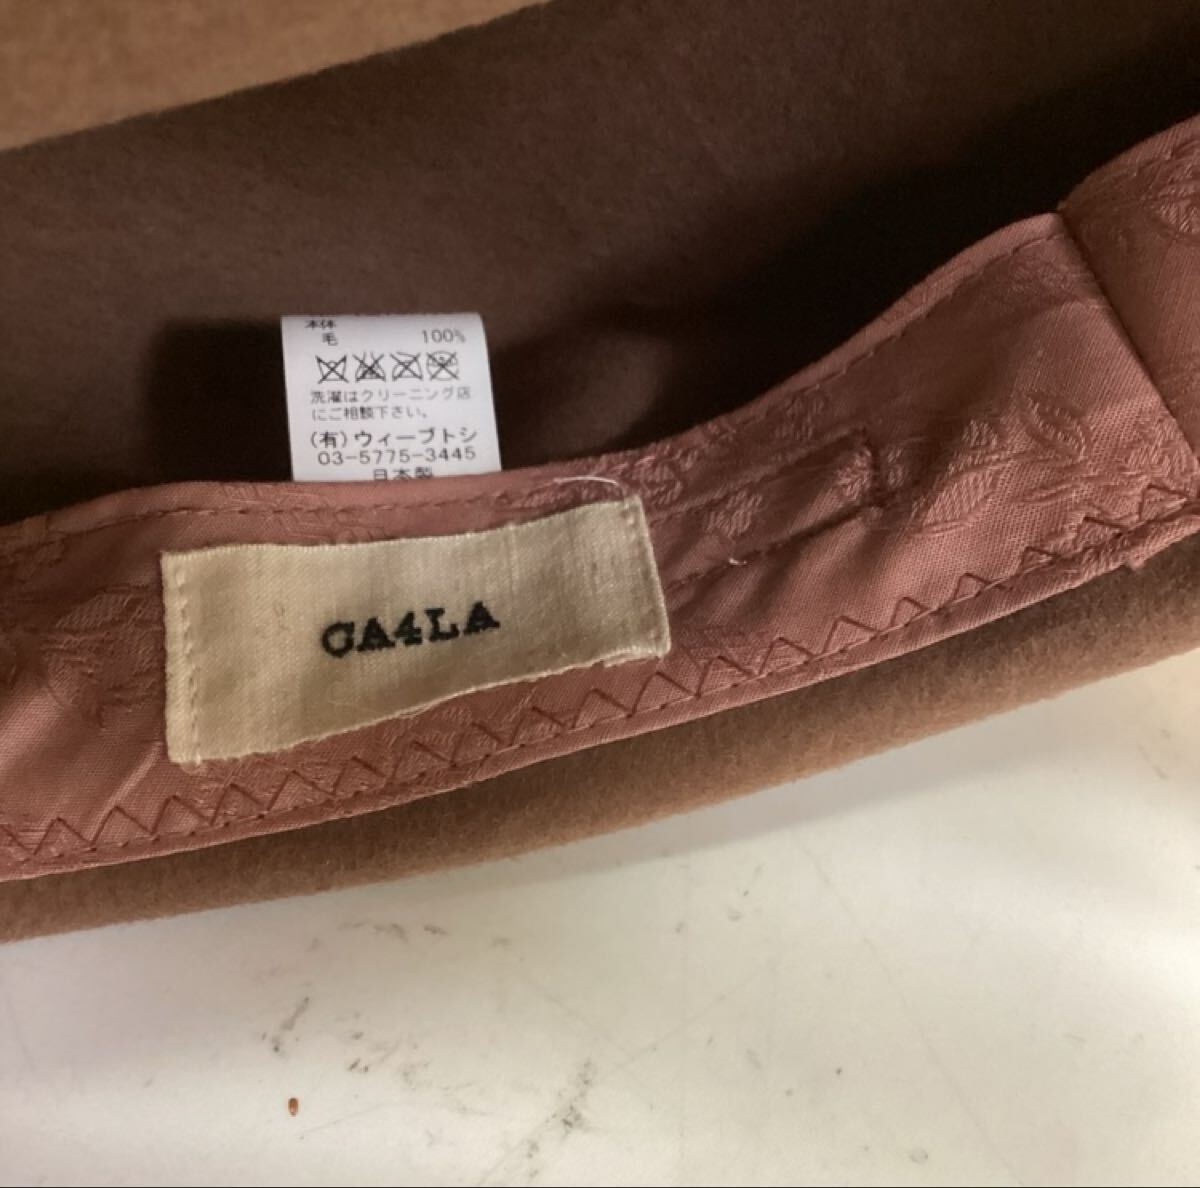 本体
毛 100%
洗濯はクリーニング店
にご相談下さい。
(有)ウィーブトシ
03-5775-3445
日本製
CA4LA